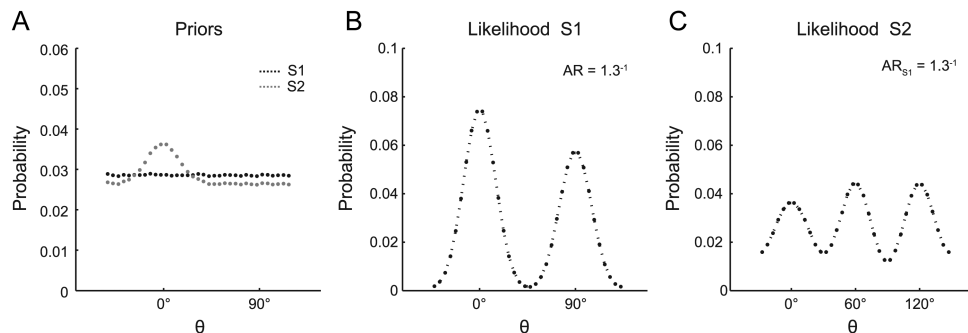 A
Priors
0.06
0.05
0.04
0.03
0.02
0.01
0
Probability
S1
S2
0°
90°
θ
B
Likelihood S1
0.1
0.08
0.06
0.04
0.02
0
Probability
AR = 1.3⁻¹
0°
90°
θ
C
Likelihood S2
0.1
0.08
0.06
0.04
0.02
0
Probability
AR_S1 = 1.3⁻¹
0°
60°
120°
θ